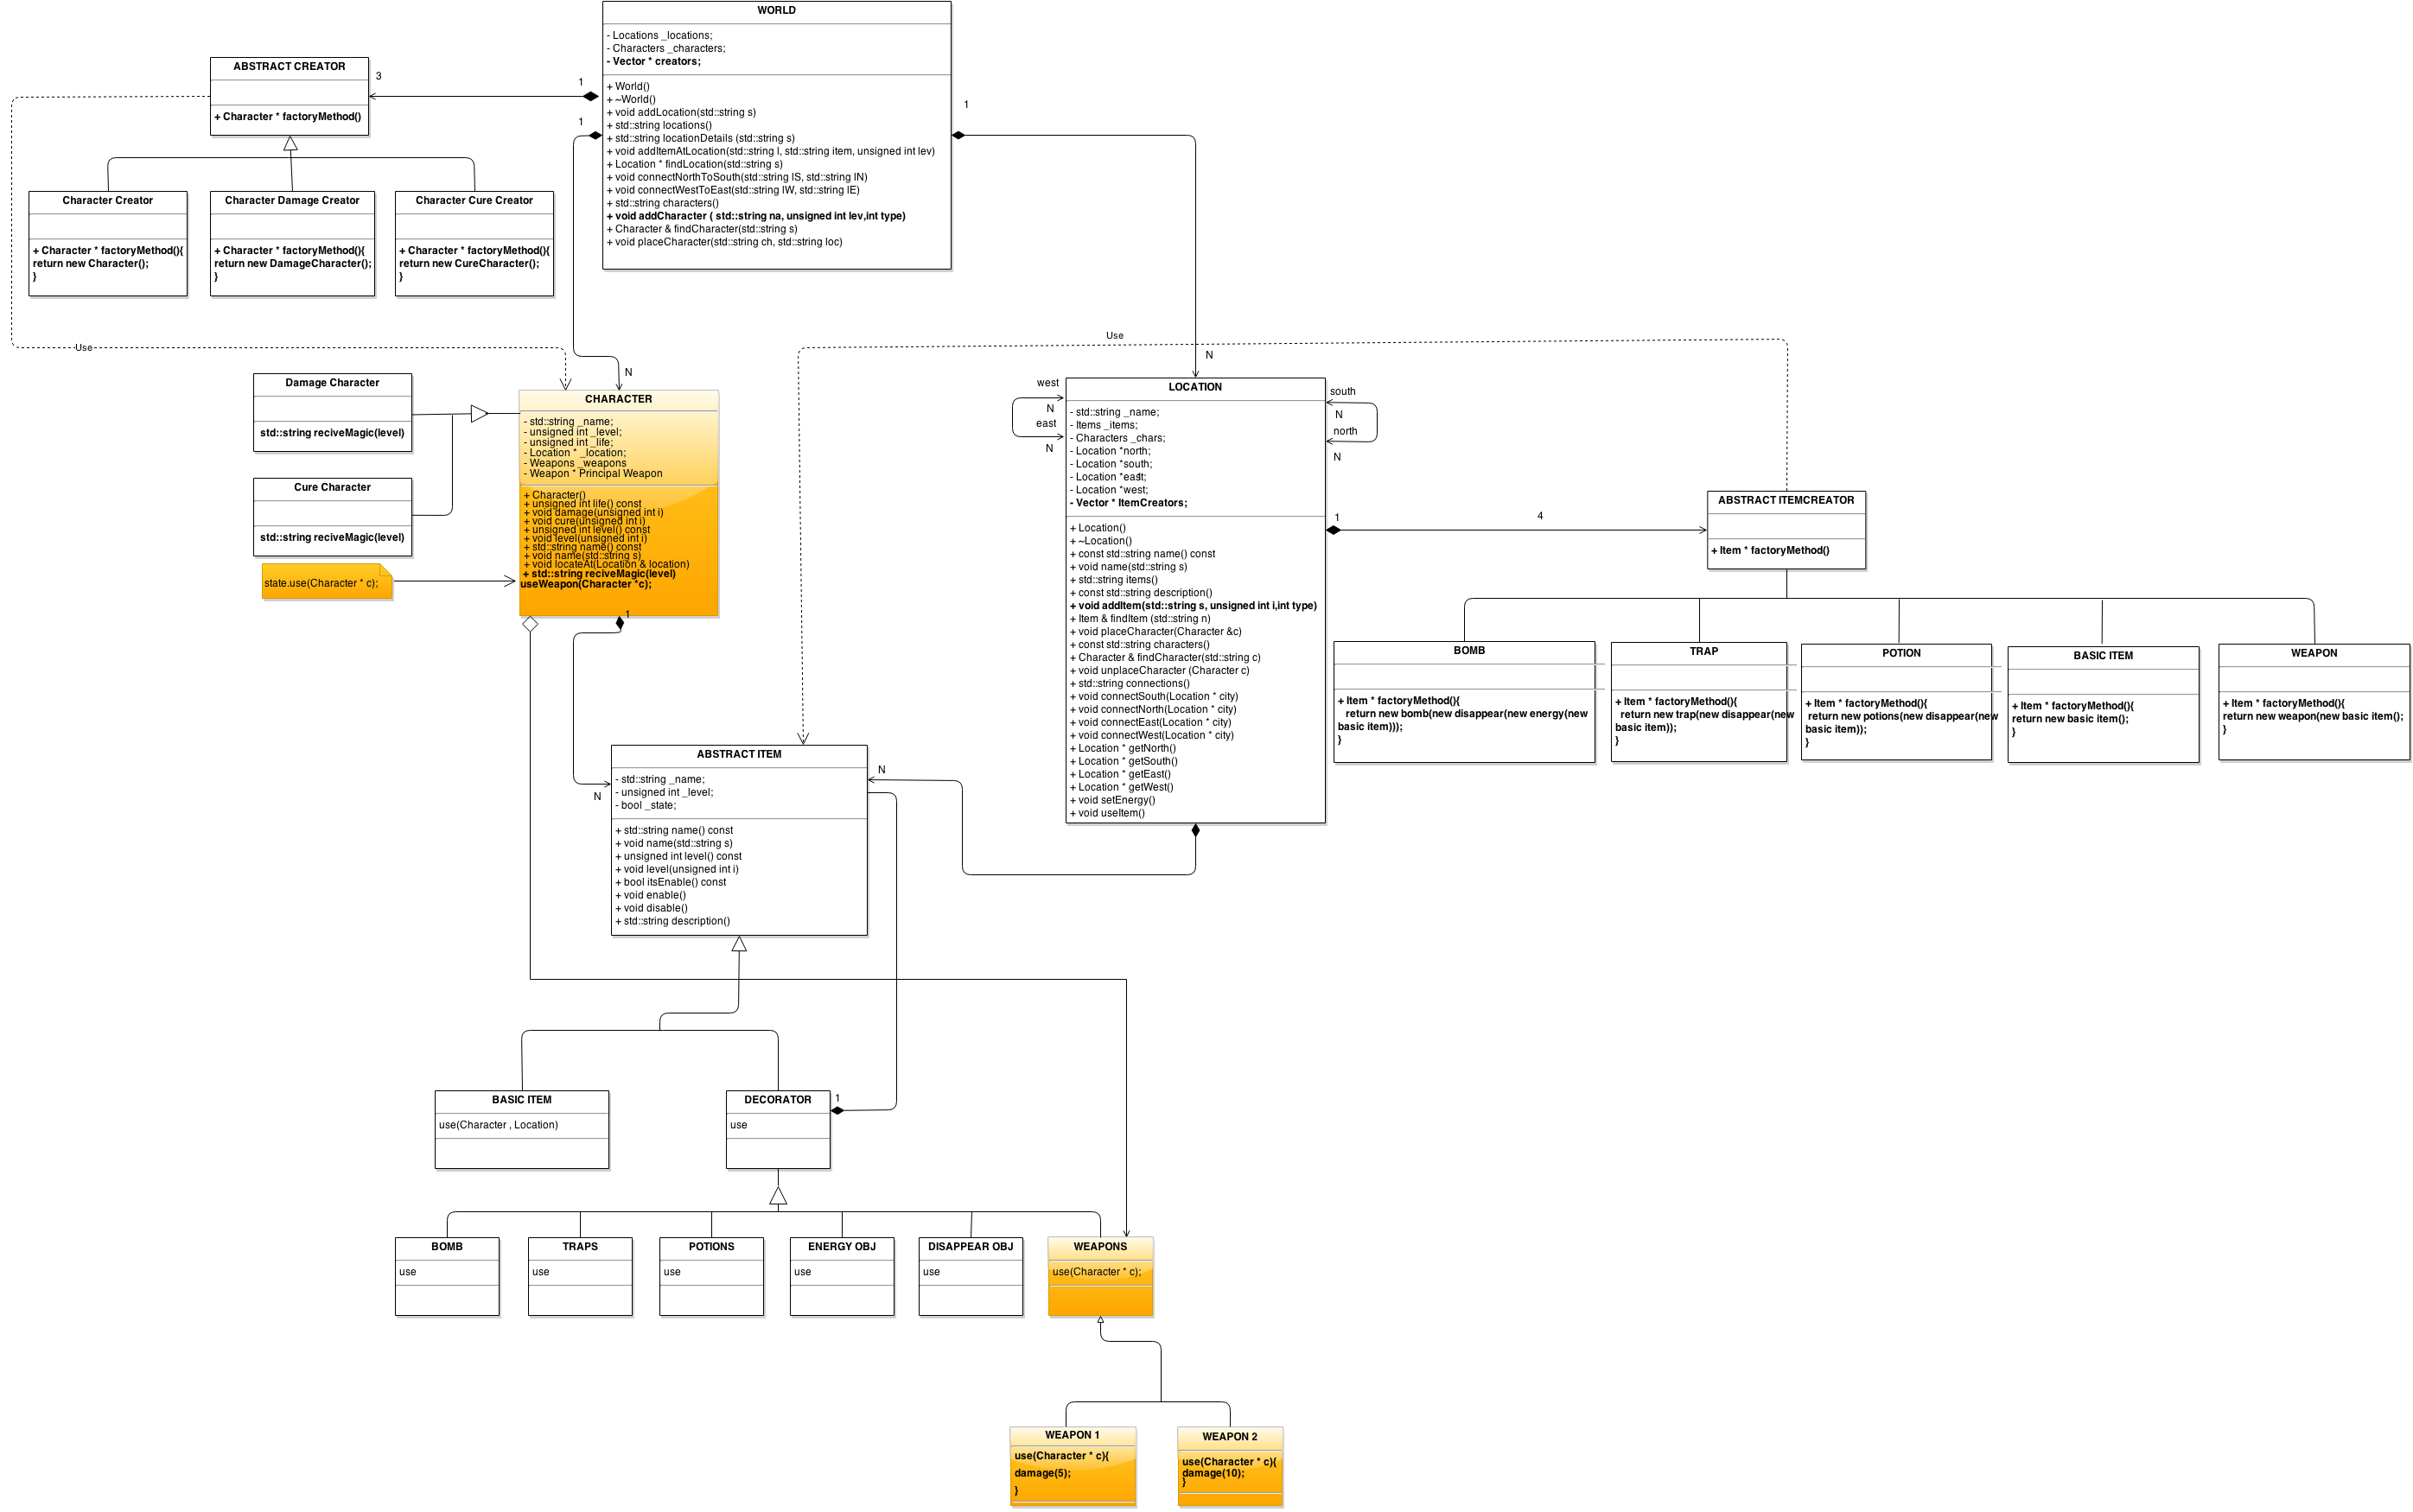 WORLD
- Locations _locations;
- Characters _characters;
- Vector * creators;
+ World()
+ ~World()
+ void addLocation(std::string s)
+ std::string locations()
+ std::string locationDetails (std::string s)
+ void addItemAtLocation(std::string l, std::string item, unsigned int lev)
+ Location * findLocation(std::string s)
+ void connectNorthToSouth(std::string lS, std::string lN)
+ void connectWestToEast(std::string lW, std::string lE)
+ std::string characters()
+ void addCharacter ( std::string na, unsigned int lev,int type)
+ Character & findCharacter(std::string s)
+ void placeCharacter(std::string ch, std::string loc)
1
3
1
1
ABSTRACT CREATOR
+ Character * factoryMethod()
Character Creator
+ Character * factoryMethod(){
return new Character();
}
Character Damage Creator
+ Character * factoryMethod(){
return new DamageCharacter();
}
Character Cure Creator
+ Character * factoryMethod(){
return new CureCharacter();
}
Use
Use
N
N
Damage Character
std::string reciveMagic(level)
Cure Character
std::string reciveMagic(level)
state.use(Character * c);
CHARACTER
- std::string _name;
- unsigned int _level;
- unsigned int _life;
- Location * _location;
- Weapons _weapons
- Weapon * Principal Weapon
+ Character()
+ unsigned int life() const
+ void damage(unsigned int i)
+ void cure(unsigned int i)
+ unsigned int level() const
+ void level(unsigned int i)
+ std::string name() const
+ void name(std::string s)
+ void locateAt(Location & location)
+ std::string reciveMagic(level)
useWeapon(Character *c);
1
N
west
N
east
N
LOCATION
- std::string _name;
- Items _items;
- Characters _chars;
- Location *north;
- Location *south;
- Location *east;
- Location *west;
- Vector * ItemCreators;
+ Location()
+ ~Location()
+ const std::string name() const
+ void name(std::string s)
+ std::string items()
+ const std::string description()
+ void addItem(std::string s, unsigned int i,int type)
+ Item & findItem (std::string n)
+ void placeCharacter(Character &c)
+ const std::string characters()
+ Character & findCharacter(std::string c)
+ void unplaceCharacter (Character c)
+ std::string connections()
+ void connectSouth(Location * city)
+ void connectNorth(Location * city)
+ void connectEast(Location * city)
+ void connectWest(Location * city)
+ Location * getNorth()
+ Location * getSouth()
+ Location * getEast()
+ Location * getWest()
+ void setEnergy()
+ void useItem()
south
N
north
N
1
4
ABSTRACT ITEMCREATOR
+ Item * factoryMethod()
BOMB
+ Item * factoryMethod(){
return new bomb(new disappear(new energy(new
basic item)));
}
TRAP
+ Item * factoryMethod(){
return new trap(new disappear(new
basic item));
}
POTION
+ Item * factoryMethod(){
return new potions(new disappear(new
basic item));
}
BASIC ITEM
+ Item * factoryMethod(){
return new basic item();
}
WEAPON
+ Item * factoryMethod(){
return new weapon(new basic item();
}
ABSTRACT ITEM
- std::string _name;
- unsigned int _level;
- bool _state;
+ std::string name() const
+ void name(std::string s)
+ unsigned int level() const
+ void level(unsigned int i)
+ bool itsEnable() const
+ void enable()
+ void disable()
+ std::string description()
N
BASIC ITEM
use(Character , Location)
DECORATOR
use
1
BOMB
use
TRAPS
use
POTIONS
use
ENERGY OBJ
use
DISAPPEAR OBJ
use
WEAPONS
use(Character * c);
WEAPON 1
use(Character * c){
damage(5);
}
WEAPON 2
use(Character * c){
damage(10);
}